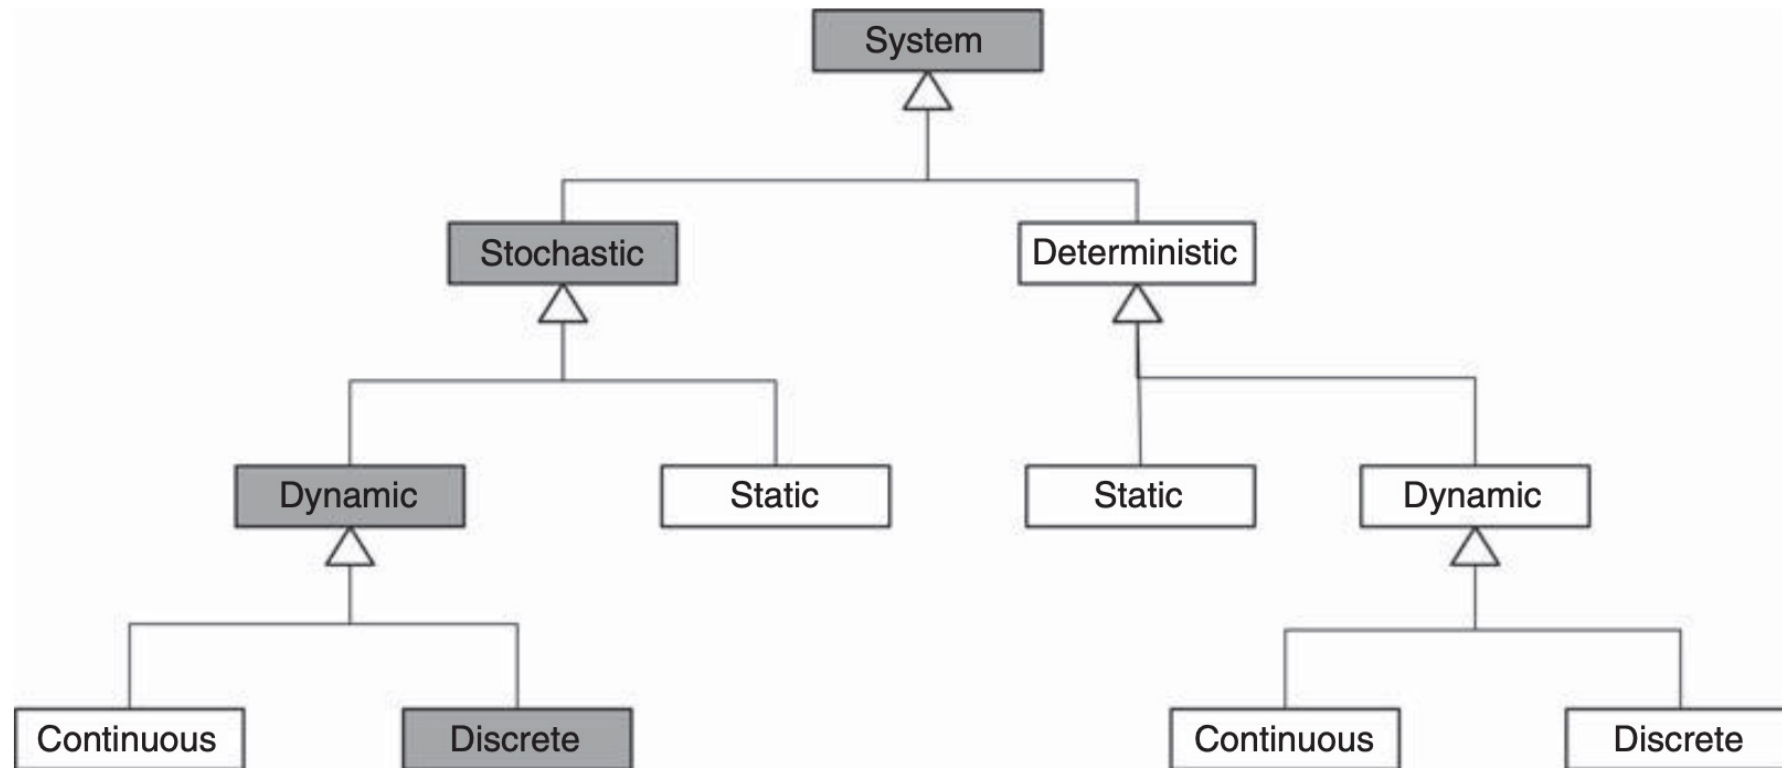 System
Stochastic
Deterministic
Dynamic
Static
Static
Dynamic
Continuous
Discrete
Continuous
Discrete